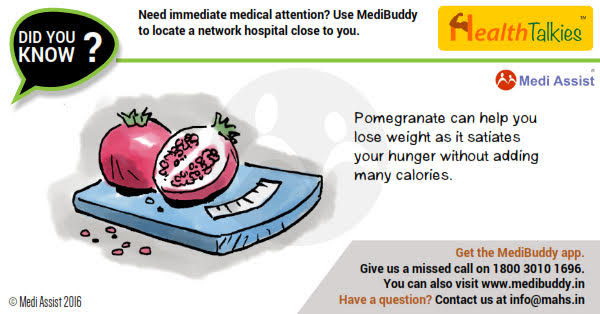 DID YOU
KNOW ?
Need immediate medical attention? Use MediBuddy
to locate a network hospital close to you.
HealthTalkies™
Medi Assist®
Pomegranate can help you
lose weight as it satiates
your hunger without adding
many calories.
Get the MediBuddy app.
Give us a missed call on 1800 3010 1696.
You can also visit www.medibuddy.in
Have a question? Contact us at info@mahs.in
© Medi Assist 2016